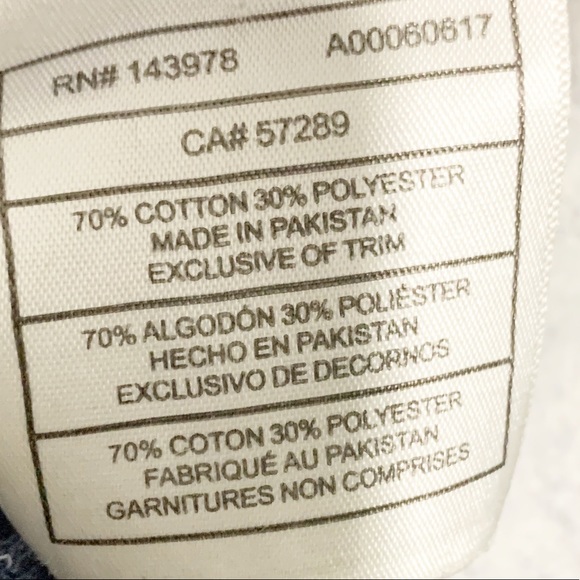 RN# 143978 A00060617
CA# 57289
70% COTTON 30% POLYESTER
MADE IN PAKISTAN
EXCLUSIVE OF TRIM
70% ALGODÓN 30% POLIÉSTER
HECHO EN PAKISTAN
EXCLUSIVO DE DECORNOS
70% COTON 30% POLYESTER
FABRIQUÉ AU PAKISTAN
GARNITURES NON COMPRISES